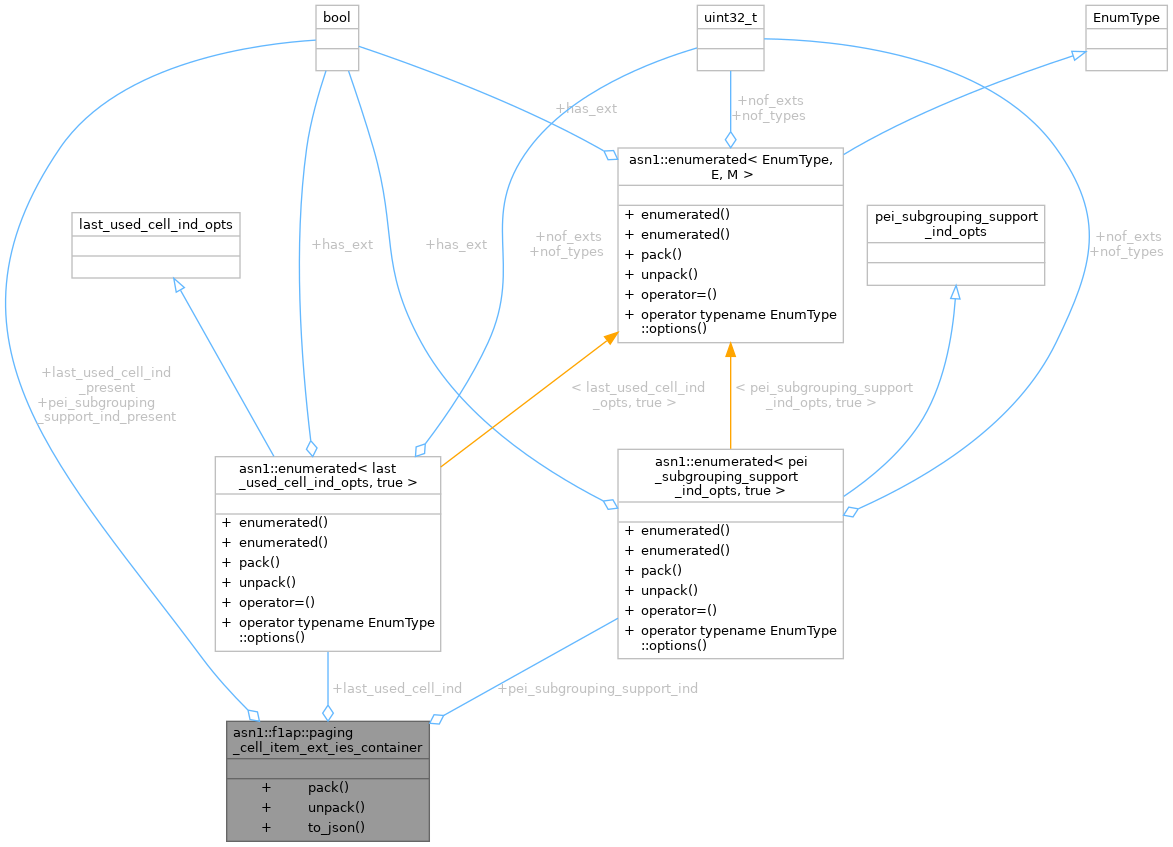 bool
uint32_t
EnumType
+has_ext
+nof_exts
+nof_types
asn1::enumerated< EnumType,
E, M >
+ enumerated()
+ enumerated()
+ pack()
+ unpack()
+ operator=()
+ operator typename EnumType
::options()
last_used_cell_ind_opts
pei_subgrouping_support
_ind_opts
+has_ext
+has_ext
+nof_exts
+nof_types
+nof_exts
+nof_types
+last_used_cell_ind
_present
+pei_subgrouping
_support_ind_present
< last_used_cell_ind
_opts, true >
< pei_subgrouping_support
_ind_opts, true >
asn1::enumerated< last
_used_cell_ind_opts, true >
+ enumerated()
+ enumerated()
+ pack()
+ unpack()
+ operator=()
+ operator typename EnumType
::options()
asn1::enumerated< pei
_subgrouping_support
_ind_opts, true >
+ enumerated()
+ enumerated()
+ pack()
+ unpack()
+ operator=()
+ operator typename EnumType
::options()
+last_used_cell_ind
+pei_subgrouping_support_ind
asn1::f1ap::paging
_cell_item_ext_ies_container
+ pack()
+ unpack()
+ to_json()